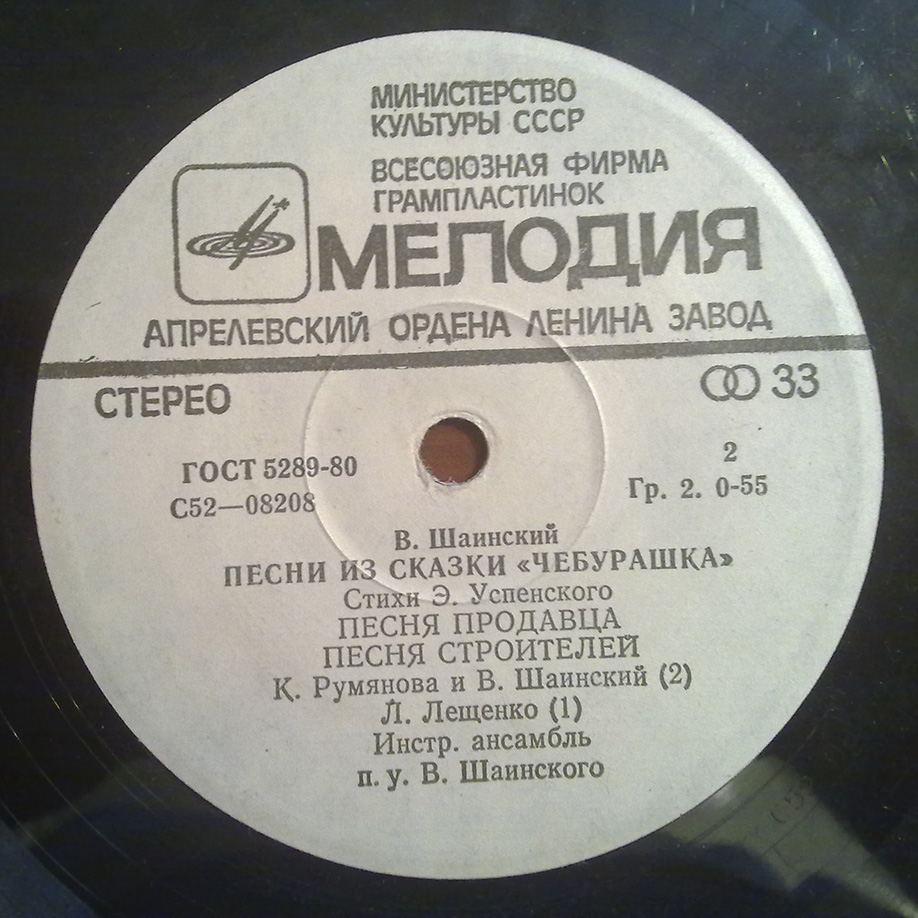 МИНИСТЕРСТВО
КУЛЬТУРЫ СССР
ВСЕСОЮЗНАЯ ФИРМА
ГРАМПЛАСТИНОК
МЕЛОДИЯ
АПРЕЛЕВСКИЙ ОРДЕНА ЛЕНИНА ЗАВОД
СТЕРЕО
33
ГОСТ 5289-80
С52—08208
2
Гр. 2. 0-55
В. Шаинский
ПЕСНИ ИЗ СКАЗКИ «ЧЕБУРАШКА»
Стихи Э. Успенского
ПЕСНЯ ПРОДАВЦА
ПЕСНЯ СТРОИТЕЛЕЙ
К. Румянова и В. Шаинский (2)
Л. Лещенко (1)
Инстр. ансамбль
п. у. В. Шаинского